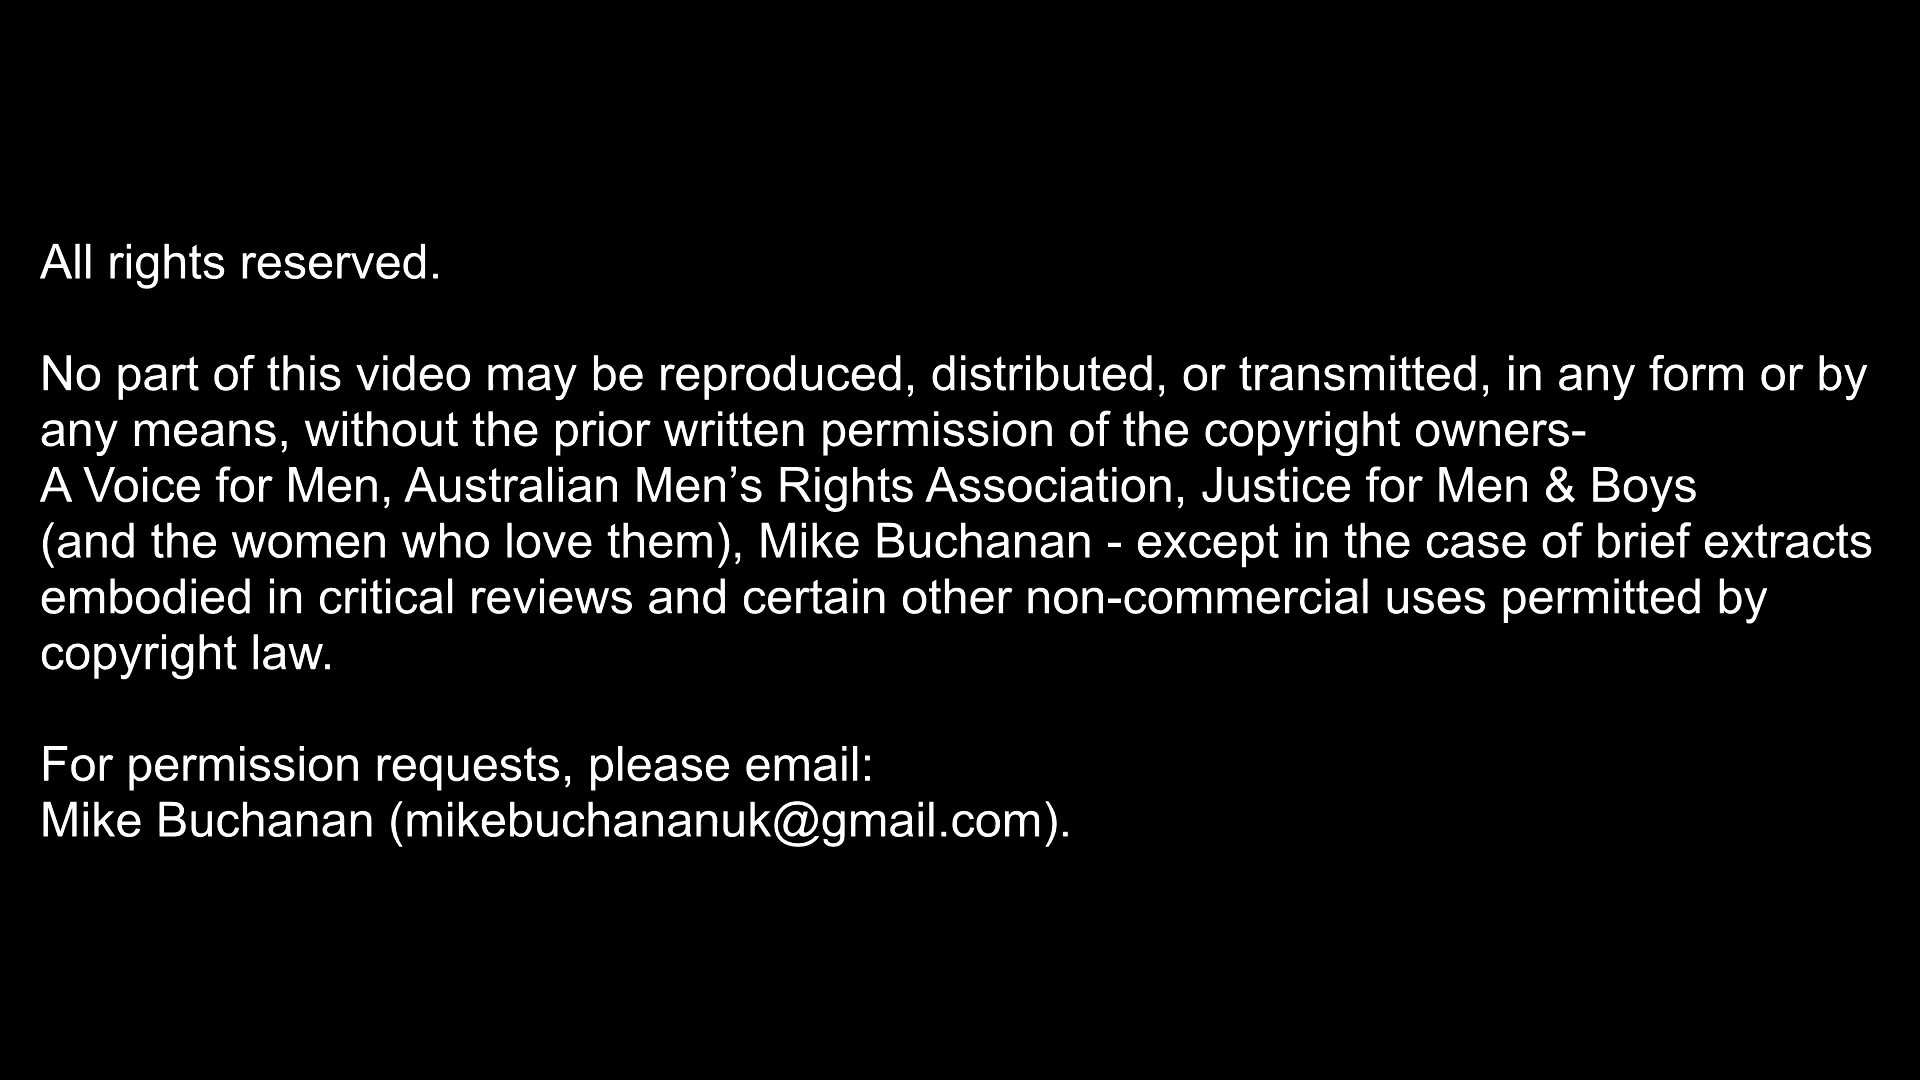 All rights reserved.
No part of this video may be reproduced, distributed, or transmitted, in any form or by
any means, without the prior written permission of the copyright owners-
A Voice for Men, Australian Men’s Rights Association, Justice for Men & Boys
(and the women who love them), Mike Buchanan - except in the case of brief extracts
embodied in critical reviews and certain other non-commercial uses permitted by
copyright law.
For permission requests, please email:
Mike Buchanan (mikebuchananuk@gmail.com).